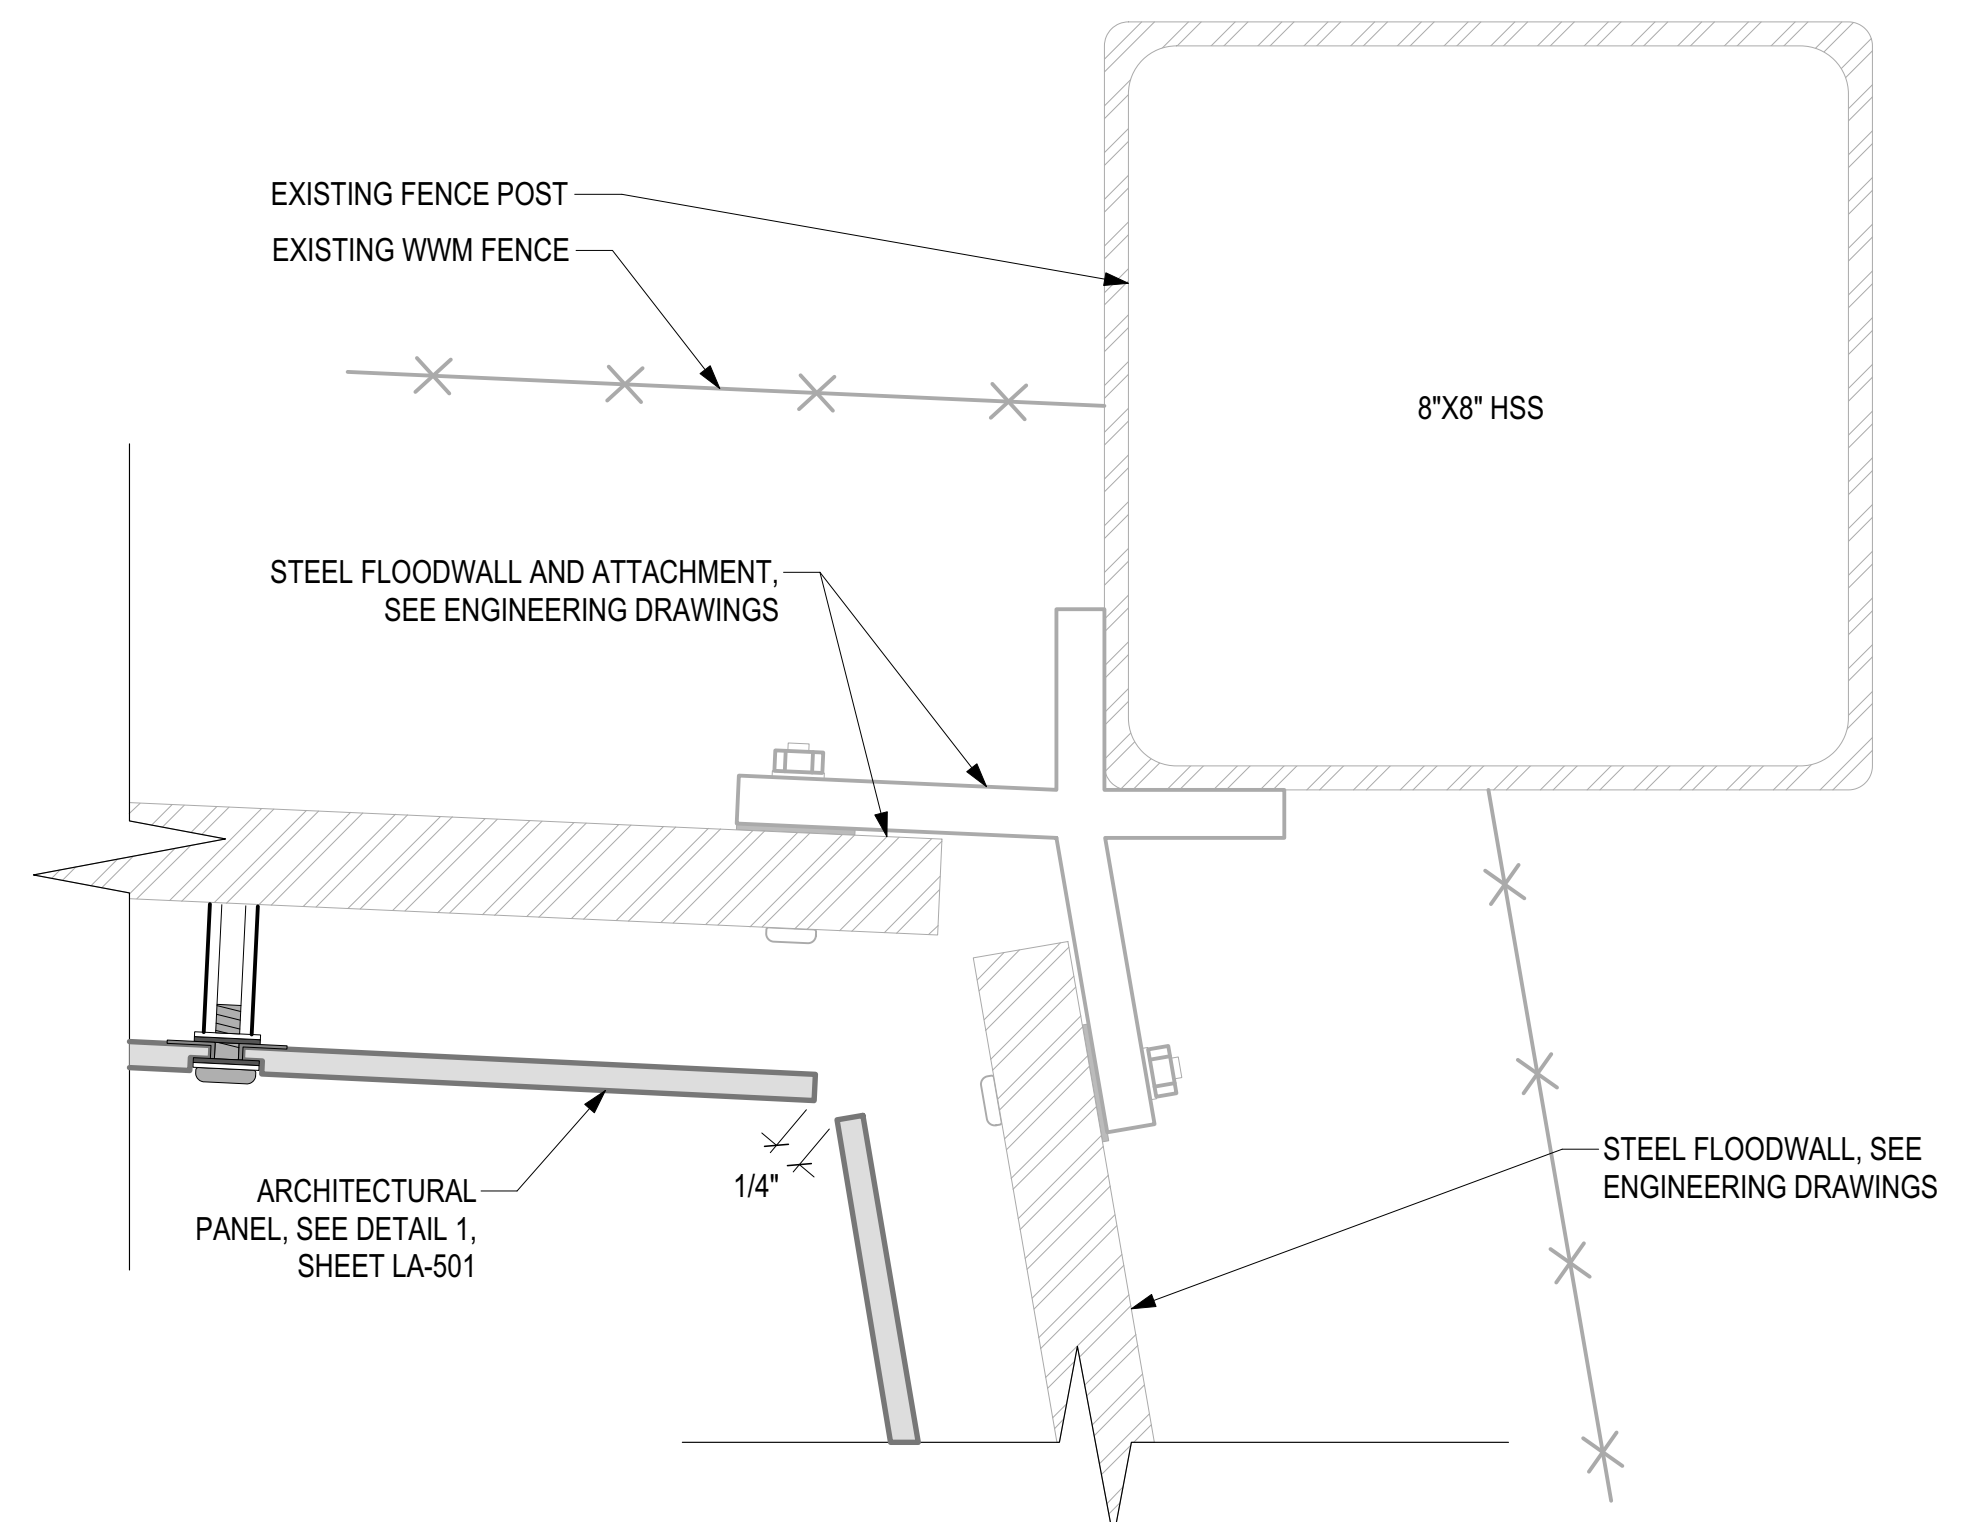 EXISTING FENCE POST
EXISTING WWM FENCE
8"X8" HSS
STEEL FLOODWALL AND ATTACHMENT,
SEE ENGINEERING DRAWINGS
1/4"
ARCHITECTURAL
PANEL, SEE DETAIL 1,
SHEET LA-501
STEEL FLOODWALL, SEE
ENGINEERING DRAWINGS